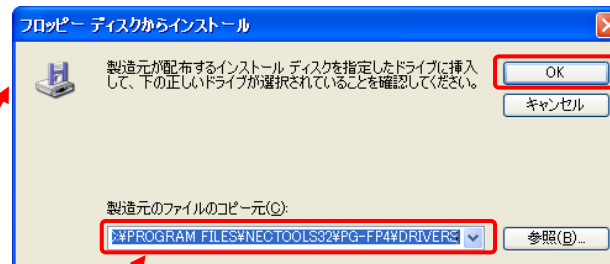 フロッピー ディスクからインストール
製造元が配布するインストール ディスクを指定したドライブに挿入
して、下の正しいドライブが選択されていることを確認してください。
OK
キャンセル
製造元のファイルのコピー元(C):
:¥PROGRAM FILES¥NECTOOLS32¥PG-FP4¥DRIVERS
参照(B)...